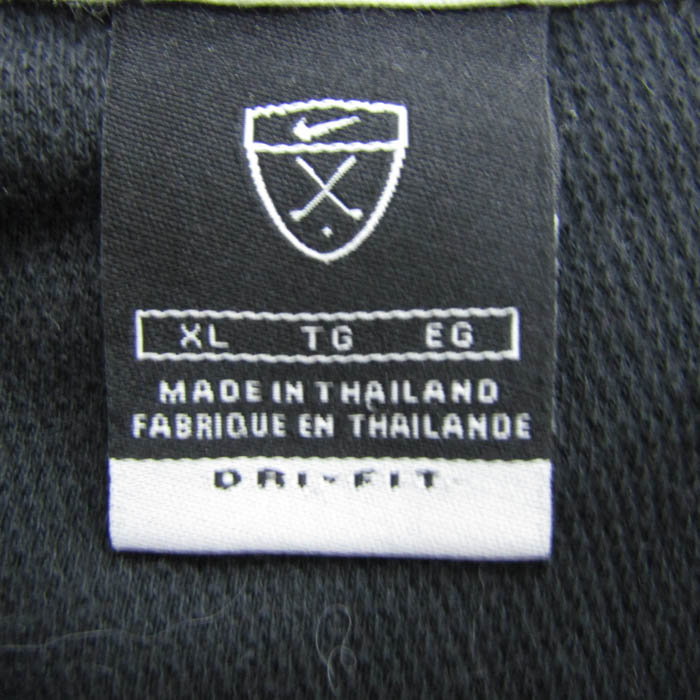 XL TG EG
MADE IN THAILAND
FABRIQUE EN THAILANDE
DRI-FIT